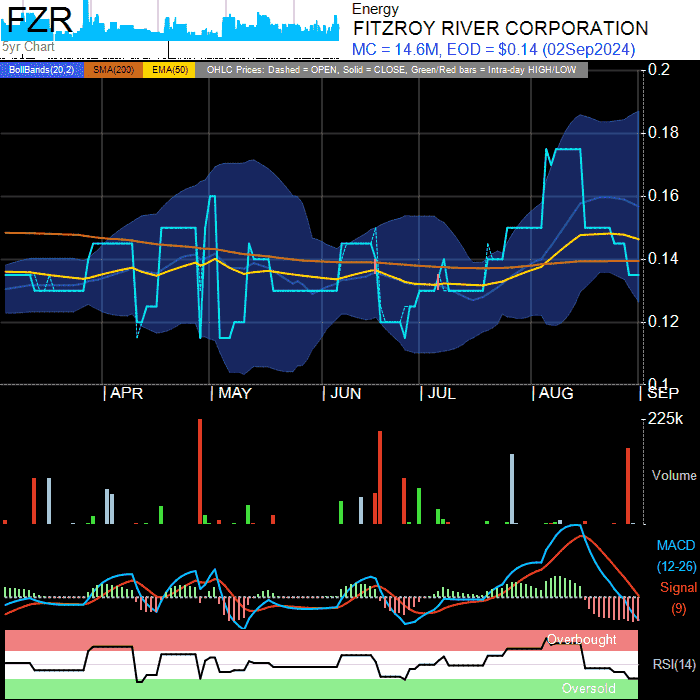 FZR
5yr Chart
Energy
FITZROY RIVER CORPORATION
MC = 14.6M, EOD = $0.14 (02Sep2024)
BollBands(20,2) SMA(200) EMA(50) OHLC Prices: Dashed = OPEN, Solid = CLOSE, Green/Red bars = Intra-day HIGH/LOW
0.2
0.18
0.16
0.14
0.12
0.1
APR MAY JUN JUL AUG SEP
225k
Volume
MACD
(12-26)
Signal
(9)
Overbought
RSI(14)
Oversold